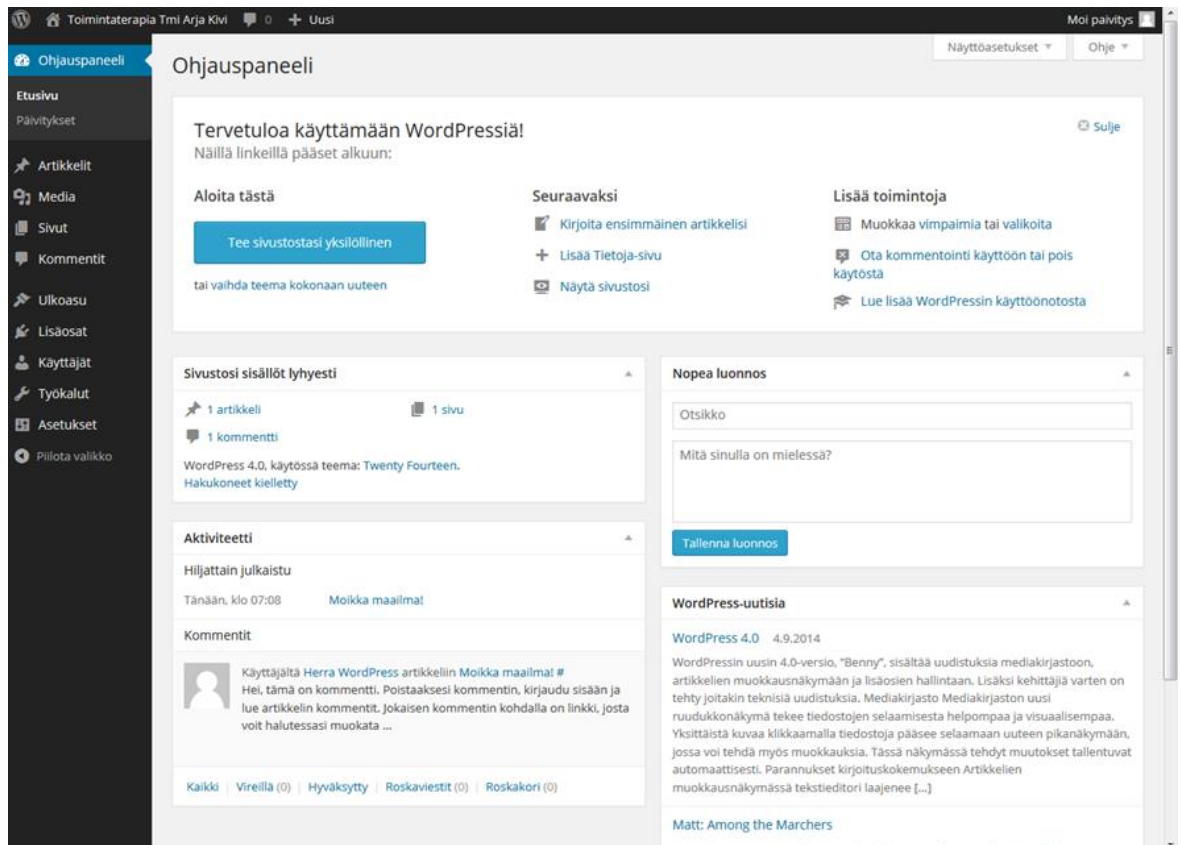 Toimintaterapia Tmi Arja Kivi 0 Uusi
Moi paivitys
Ohjauspaneeli
Etusivu
Päivitykset
Artikkelit
Media
Sivut
Kommentit
Ulkoasu
Lisäosat
Käyttäjät
Työkalut
Asetukset
Piilota valikko
Näyttöasetukset
Ohje
Ohjauspaneeli
Tervetuloa käyttämään WordPressiä!
Näillä linkeillä pääset alkuun:
Sulje
Aloita tästä
Tee sivustostasi yksilöllinen
tai vaihda teema kokonaan uuteen
Seuraavaksi
Kirjoita ensimmäinen artikkelisi
Lisää Tietoja-sivu
Näytä sivustosi
Lisää toimintoja
Muokkaa vimpaimia tai valikoita
Ota kommentointi käyttöön tai pois
käytöstä
Lue lisää WordPressin käyttöönotosta
Sivustosi sisällöt lyhyesti
1 artikkeli
1 sivu
1 kommentti
WordPress 4.0, käytössä teema: Twenty Fourteen.
Hakukoneet kielletty
Aktiviteetti
Hiljattain julkaistu
Tänään, klo 07:08 Moikka maailma!
Kommentit
Käyttäjältä Herra WordPress artikkeliin Moikka maailma! #
Hei, tämä on kommentti. Poistaaksesi kommentin, kirjaudu sisään ja
lue artikkelin kommentit. Jokaisen kommentin kohdalla on linkki, josta
voit halutessasi muokata ...
Kaikki | Vireillä (0) | Hyväksytty | Roskaviestit (0) | Roskakori (0)
Nopea luonnos
Otsikko
Mitä sinulla on mielessä?
Tallenna luonnos
WordPress-uutisia
WordPress 4.0 4.9.2014
WordPressin uusin 4.0-versio, "Benny", sisältää uudistuksia mediakirjastoon,
artikkelien muokkausnäkymään ja lisäosien hallintaan. Lisäksi kehittäjiä varten on
tehty joitakin teknisiä uudistuksia. Mediakirjasto Mediakirjaston uusi
ruudukkonäkymä tekee tiedostojen selaamisesta helpompaa ja visuaalisempaa.
Yksittäistä kuvaa klikkaamalla tiedostoja pääsee selaamaan uuteen pikanäkymään,
jossa voi tehdä myös muokkauksia. Tässä näkymässä tehdyt muutokset tallentuvat
automaattisesti. Parannukset kirjoituskokemukseen Artikkelien
muokkausnäkymässä tekstieditori laajenee [...]
Matt: Among the Marchers